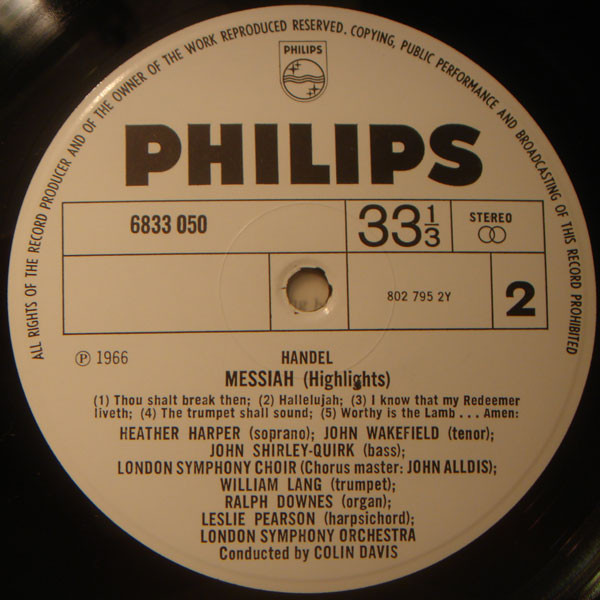 ALL RIGHTS OF THE RECORD PRODUCER AND OF THE OWNER OF THE WORK REPRODUCED RESERVED. COPYING, PUBLIC PERFORMANCE AND BROADCASTING OF THIS RECORD PROHIBITED
PHILIPS
PHILIPS
6833 050
33 1/3
STEREO
802 795 2Y
2
℗ 1966
HANDEL
MESSIAH (Highlights)
(1) Thou shalt break then; (2) Hallelujah; (3) I know that my Redeemer
liveth; (4) The trumpet shall sound; (5) Worthy is the Lamb . . . Amen:
HEATHER HARPER (soprano); JOHN WAKEFIELD (tenor);
JOHN SHIRLEY-QUIRK (bass);
LONDON SYMPHONY CHOIR (Chorus master: JOHN ALLDIS);
WILLIAM LANG (trumpet);
RALPH DOWNES (organ);
LESLIE PEARSON (harpsichord);
LONDON SYMPHONY ORCHESTRA
Conducted by COLIN DAVIS